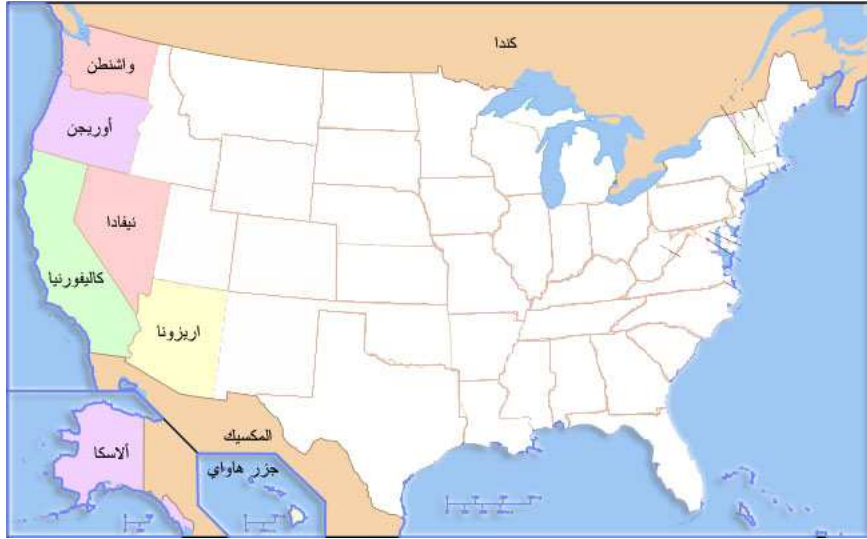 كندا
واشنطن
أوريجن
نيفادا
كاليفورنيا
اريزونا
المكسيك
ألاسكا
جزر هاواي